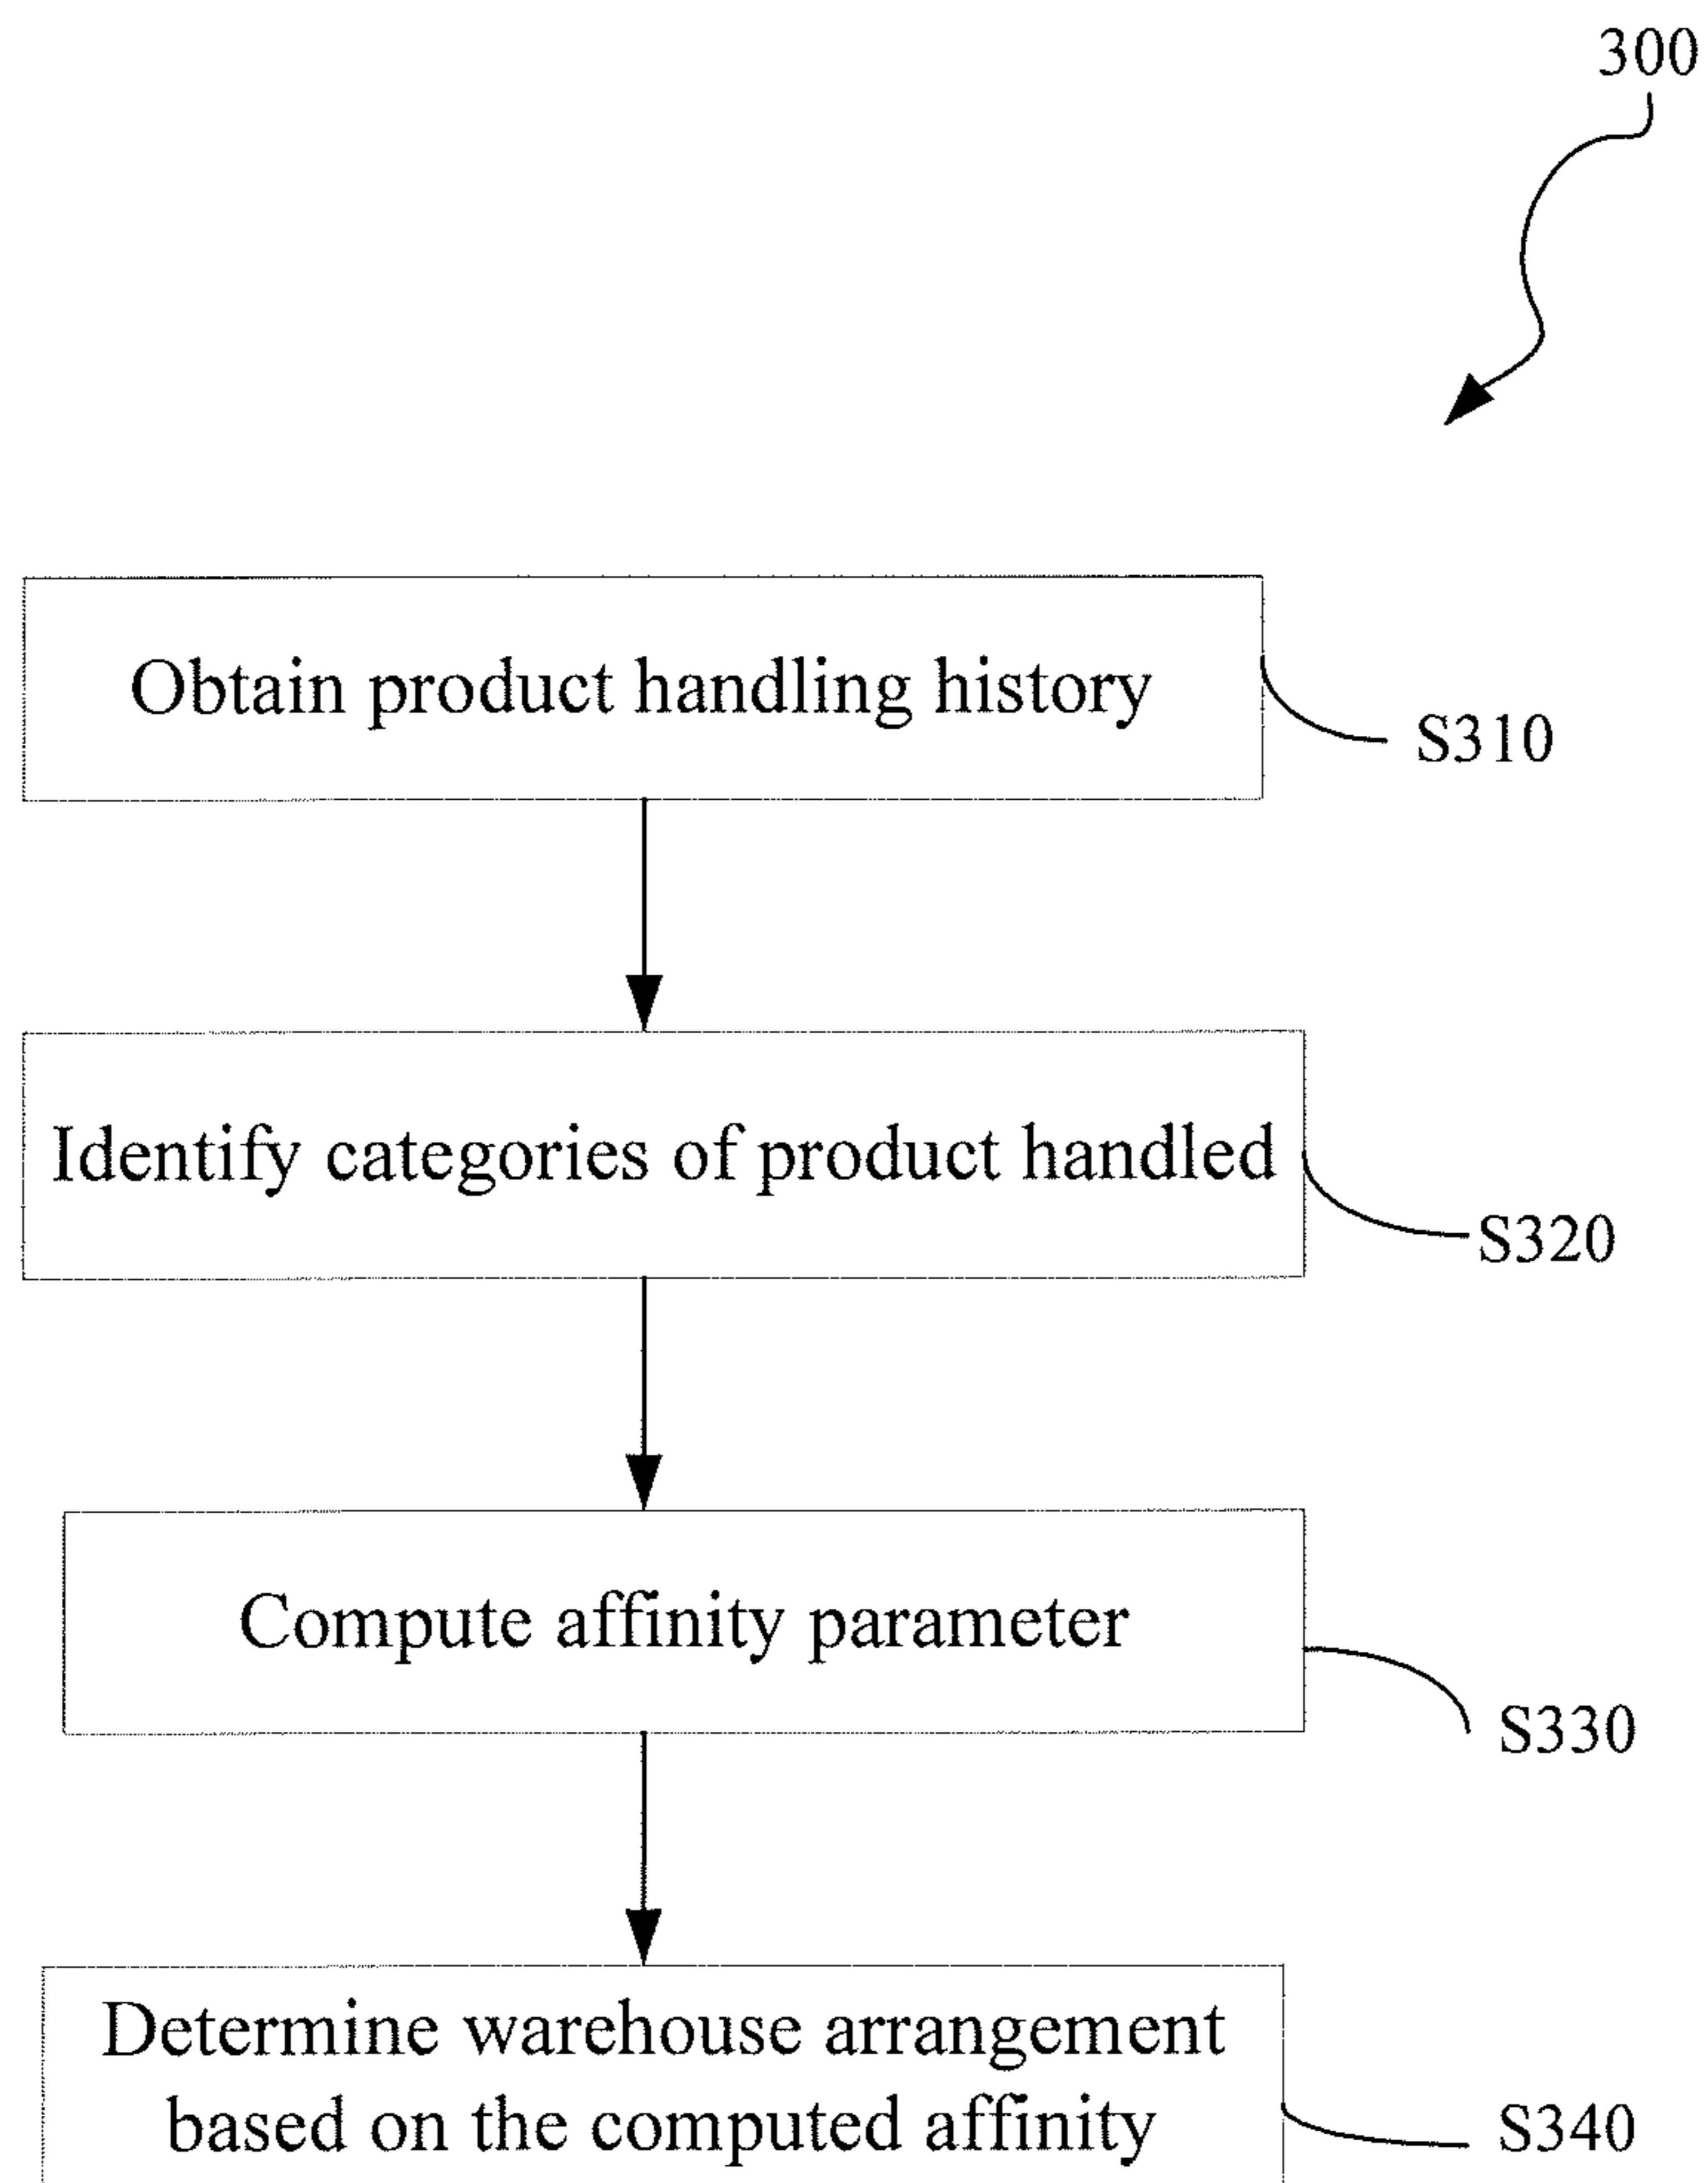 300
Obtain product handling history
S310
Identify categories of product handled
S320
Compute affinity parameter
S330
Determine warehouse arrangement
based on the computed affinity
S340